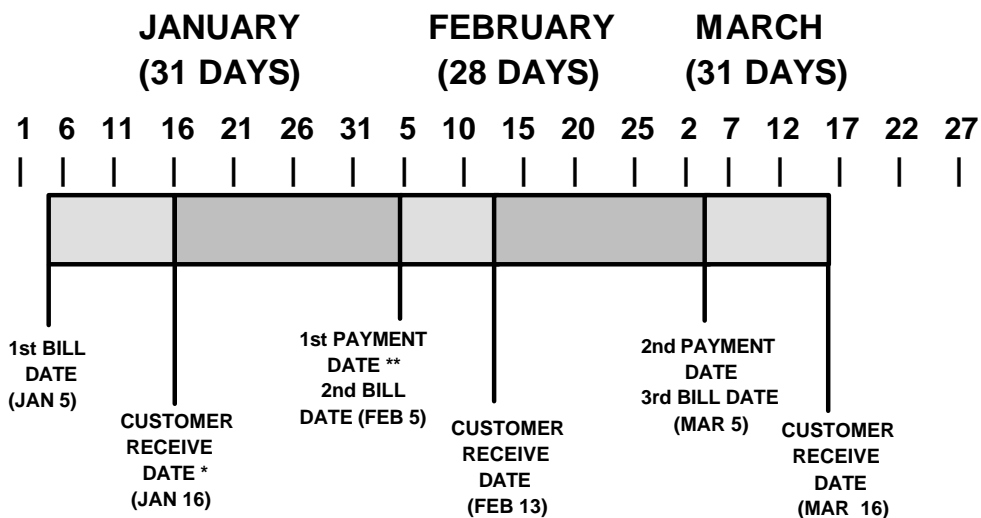 JANUARY FEBRUARY MARCH
(31 DAYS) (28 DAYS) (31 DAYS)
1 6 11 16 21 26 31 5 10 15 20 25 2 7 12 17 22 27
1st BILL
DATE
(JAN 5)
CUSTOMER
RECEIVE
DATE *
(JAN 16)
1st PAYMENT
DATE **
2nd BILL
DATE (FEB 5)
CUSTOMER
RECEIVE
DATE
(FEB 13)
2nd PAYMENT
DATE
3rd BILL DATE
(MAR 5)
CUSTOMER
RECEIVE
DATE
(MAR 16)